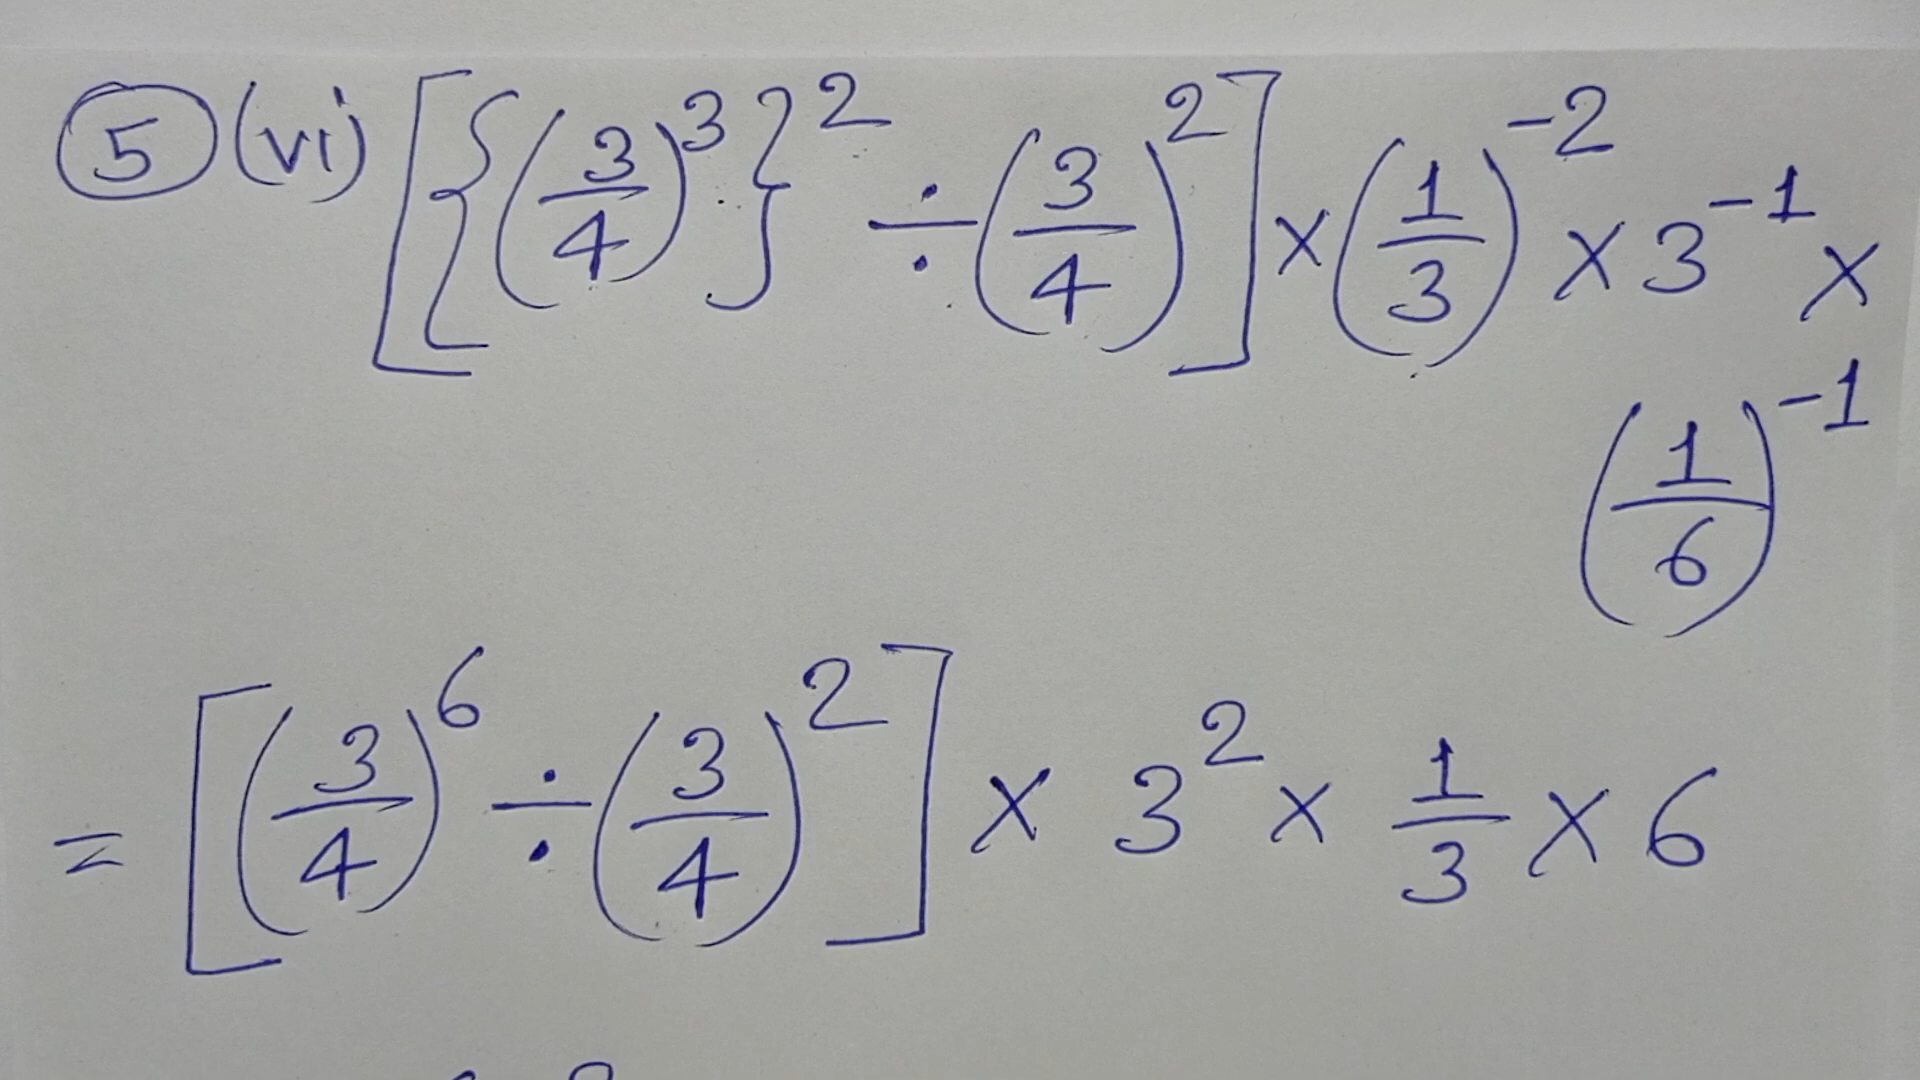 5 (vi) [{(3/4)^3}^2 ÷ (3/4)^2] × (1/3)^-2 × 3^-1 ×
(1/6)^-1
= [(3/4)^6 ÷ (3/4)^2] × 3^2 × 1/3 × 6